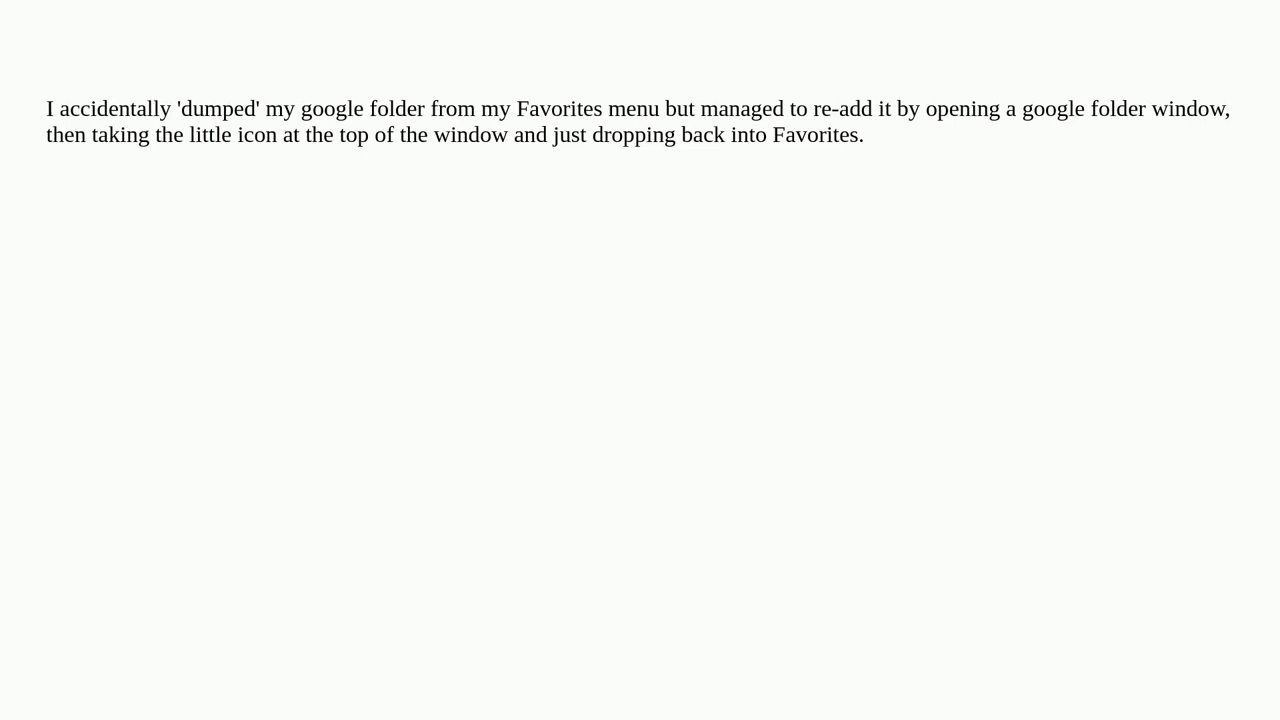 I accidentally 'dumped' my google folder from my Favorites menu but managed to re-add it by opening a google folder window,
then taking the little icon at the top of the window and just dropping back into Favorites.